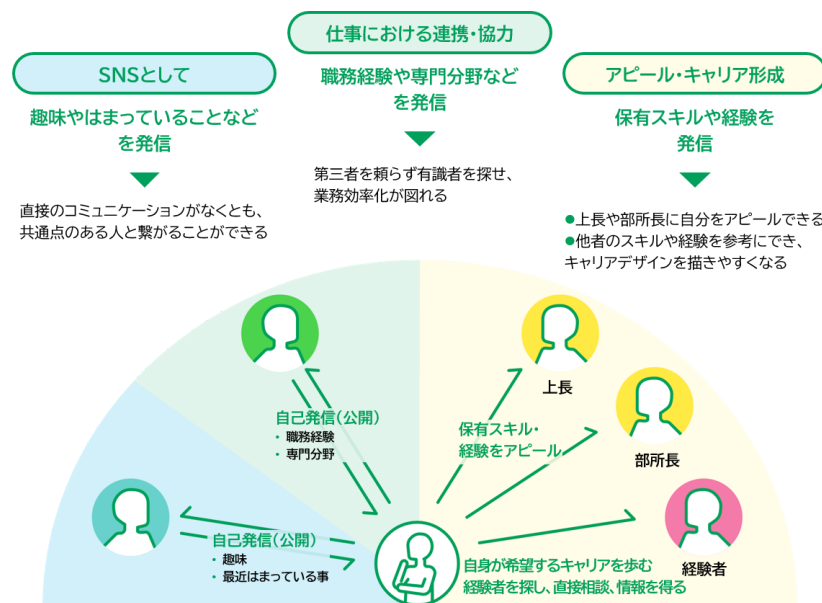 SNSとして
趣味やはまっていることなど
を発信
直接のコミュニケーションがなくとも、
共通点のある人と繋がることができる
仕事における連携・協力
職務経験や専門分野など
を発信
第三者を頼らず有識者を探せ、
業務効率化が図れる
アピール・キャリア形成
保有スキルや経験を
発信
●上長や部所長に自分をアピールできる
●他者のスキルや経験を参考にでき、
キャリアデザインを描きやすくなる
自己発信(公開)
・職務経験
・専門分野
自己発信(公開)
・趣味
・最近はまっている事
上長
保有スキル・
経験をアピール
部所長
経験者
自身が希望するキャリアを歩む
経験者を探し、直接相談、情報を得る